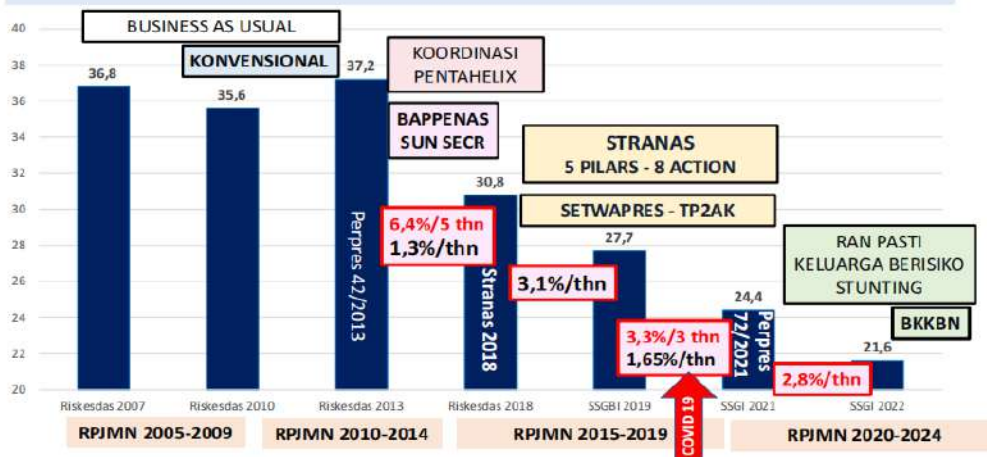 BUSINESS AS USUAL
KONVENSIONAL
KOORDINASI
PENTAHELIX
BAPPENAS
SUN SECR
STRANAS
5 PILARS - 8 ACTION
SETWAPRES - TP2AK
RAN PASTI
KELUARGA BERISIKO
STUNTING
BKKBN
40
38
36
34
32
30
28
26
24
22
20
36,8
35,6
37,2
30,8
27,7
24,4
21,6
Perpres 42/2013
6,4%/5 thn
1,3%/thn
Stranas 2018
3,1%/thn
3,3%/3 thn
1,65%/thn
Perpres
72/2021
2,8%/thn
COVID 19
Riskesdas 2007
Riskesdas 2010
Riskesdas 2013
Riskesdas 2018
SSGBI 2019
SSGI 2021
SSGI 2022
RPJMN 2005-2009
RPJMN 2010-2014
RPJMN 2015-2019
RPJMN 2020-2024